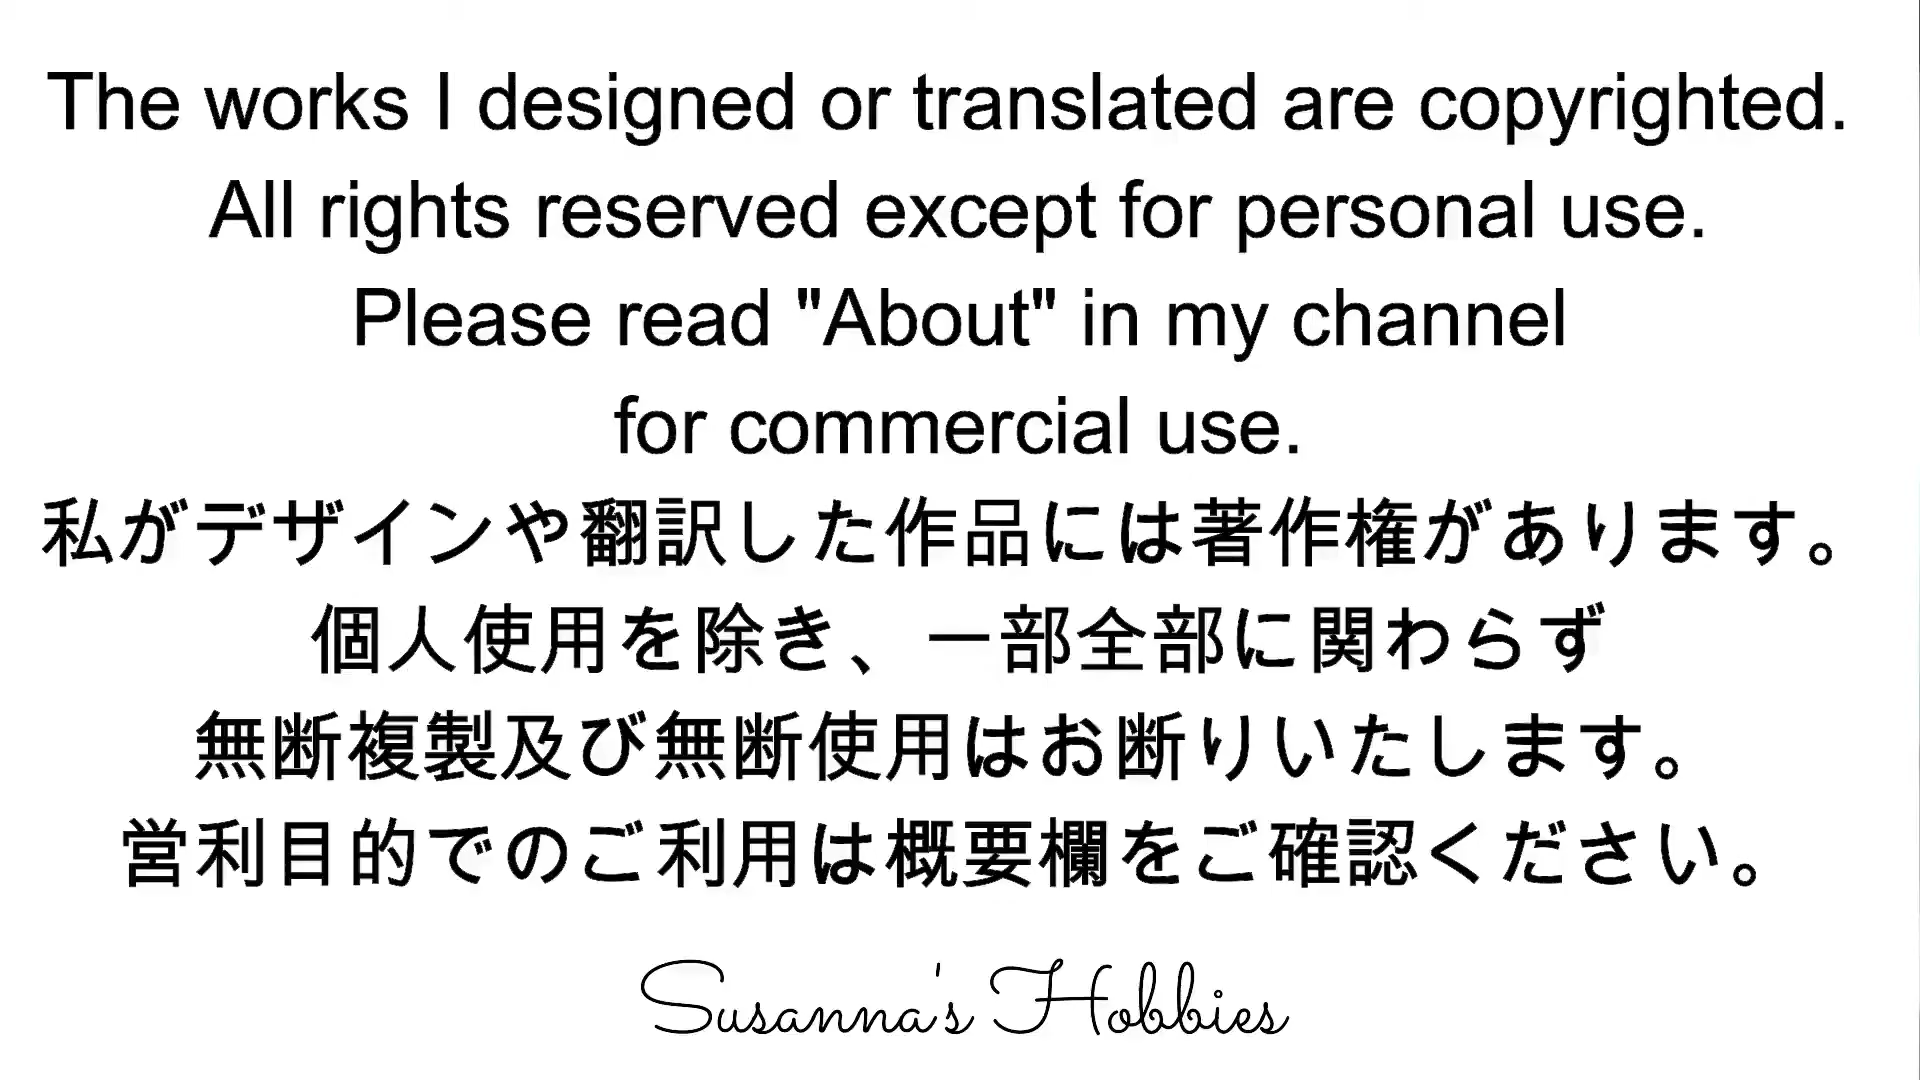 The works I designed or translated are copyrighted.
All rights reserved except for personal use.
Please read "About" in my channel
for commercial use.
私がデザインや翻訳した作品には著作権があります。
個人使用を除き、一部全部に関わらず
無断複製及び無断使用はお断りいたします。
営利目的でのご利用は概要欄をご確認ください。
Susanna's Hobbies